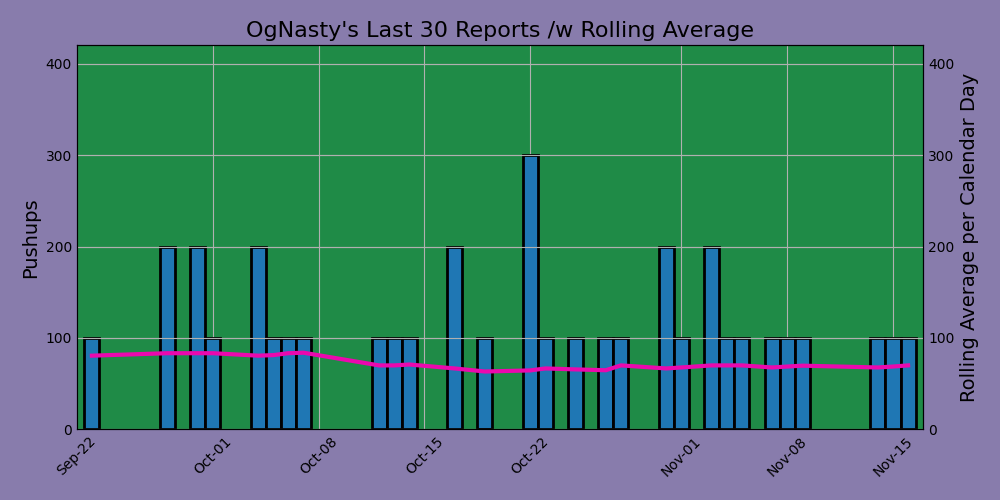 OgNasty's Last 30 Reports /w Rolling Average
Pushups
400
300
200
100
0
400
300
200
100
0
Rolling Average per Calendar Day
Sep-22
Oct-01
Oct-08
Oct-15
Oct-22
Nov-01
Nov-08
Nov-15